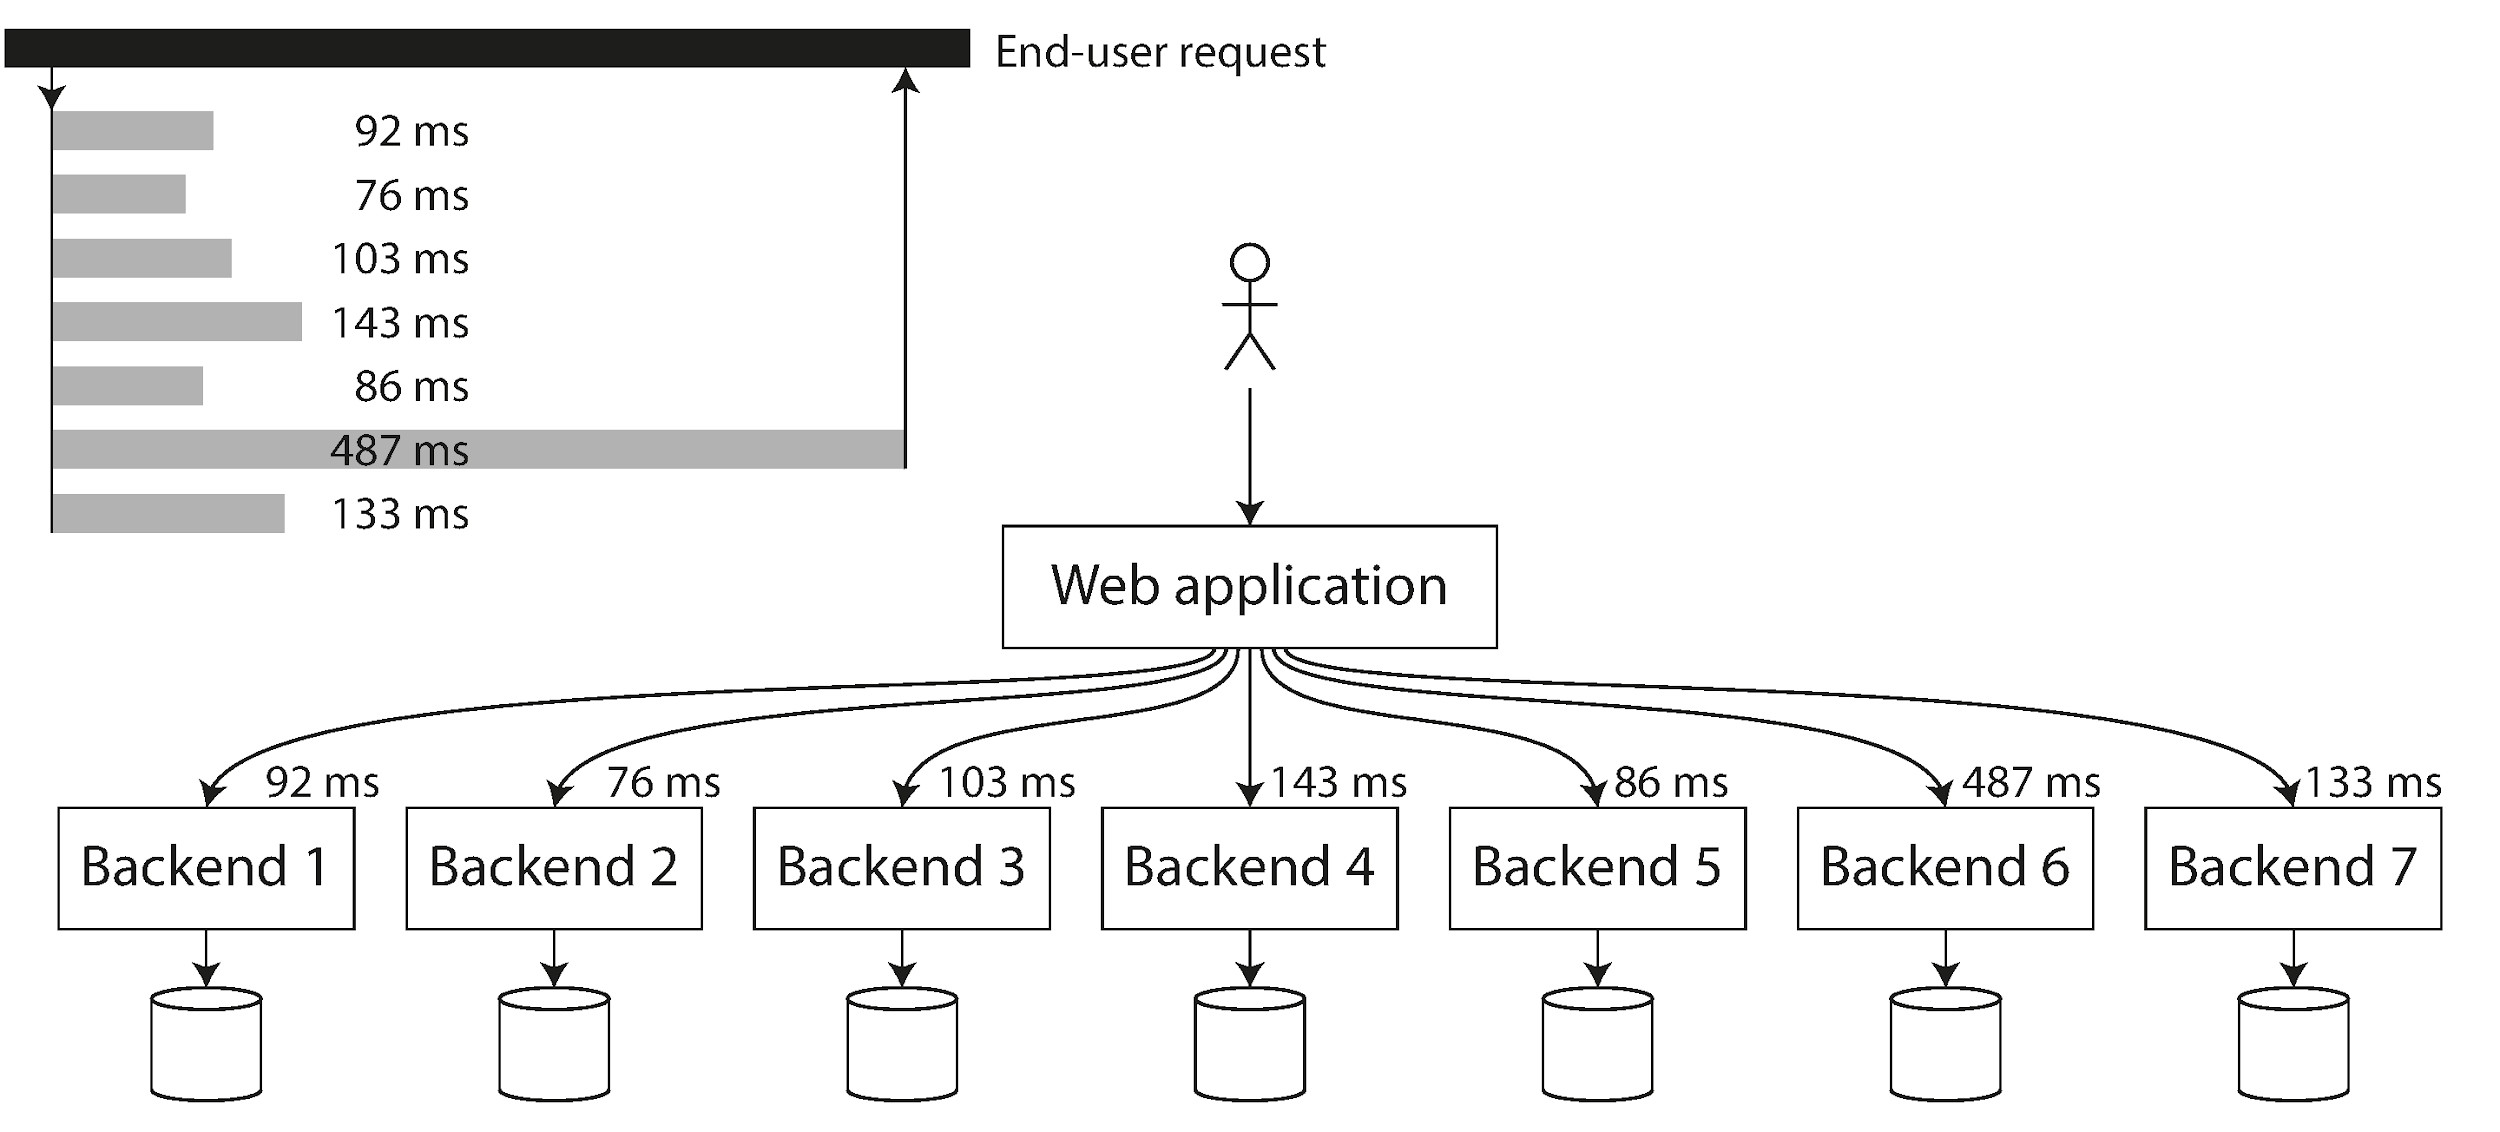 End-user request
92 ms
76 ms
103 ms
143 ms
86 ms
487 ms
133 ms
Web application
92 ms
76 ms
103 ms
143 ms
86 ms
487 ms
133 ms
Backend 1
Backend 2
Backend 3
Backend 4
Backend 5
Backend 6
Backend 7